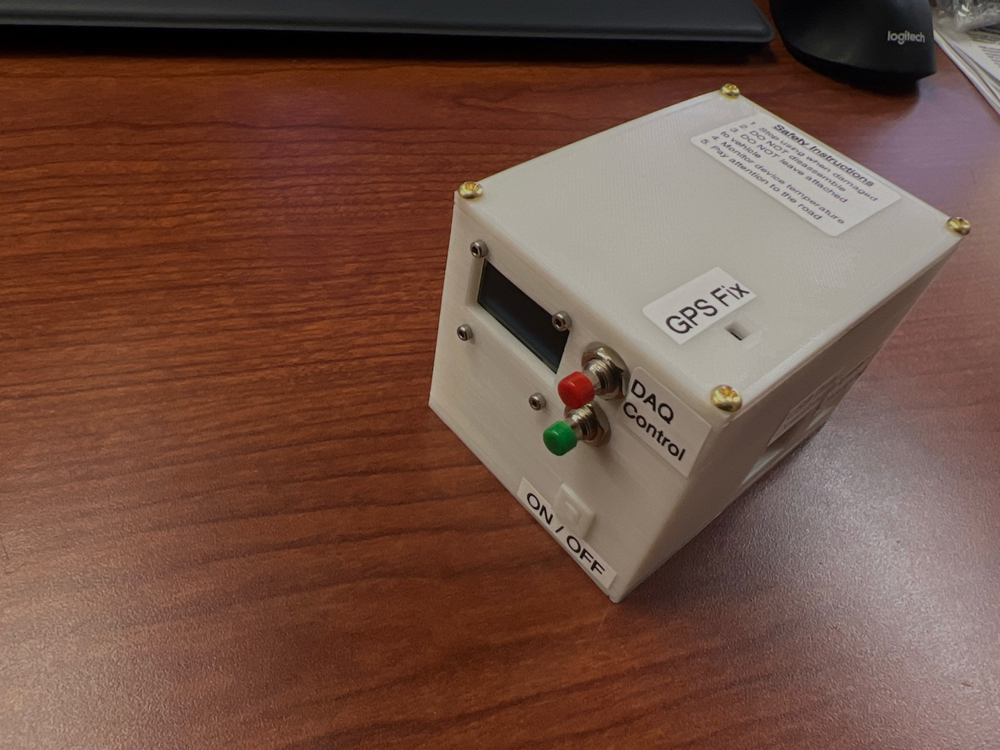 logitech
Safety Instructions
1. Stop using when damaged
2. DO NOT disassemble
3. DO NOT leave attached
to vehicle
4. Monitor device temperature
5. Pay attention to the road
GPS Fix
DAQ
Control
ON / OFF